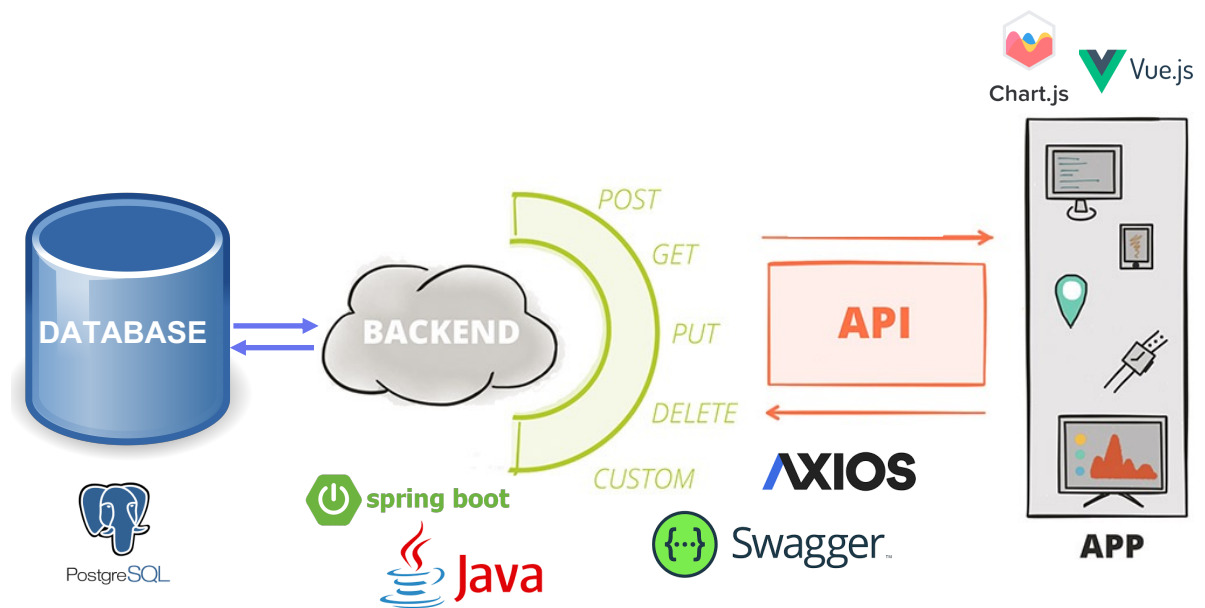 Chart.js
Vue.js
POST
GET
DATABASE
BACKEND
PUT
API
DELETE
CUSTOM
AXIOS
spring boot
Swagger
APP
Java
PostgreSQL